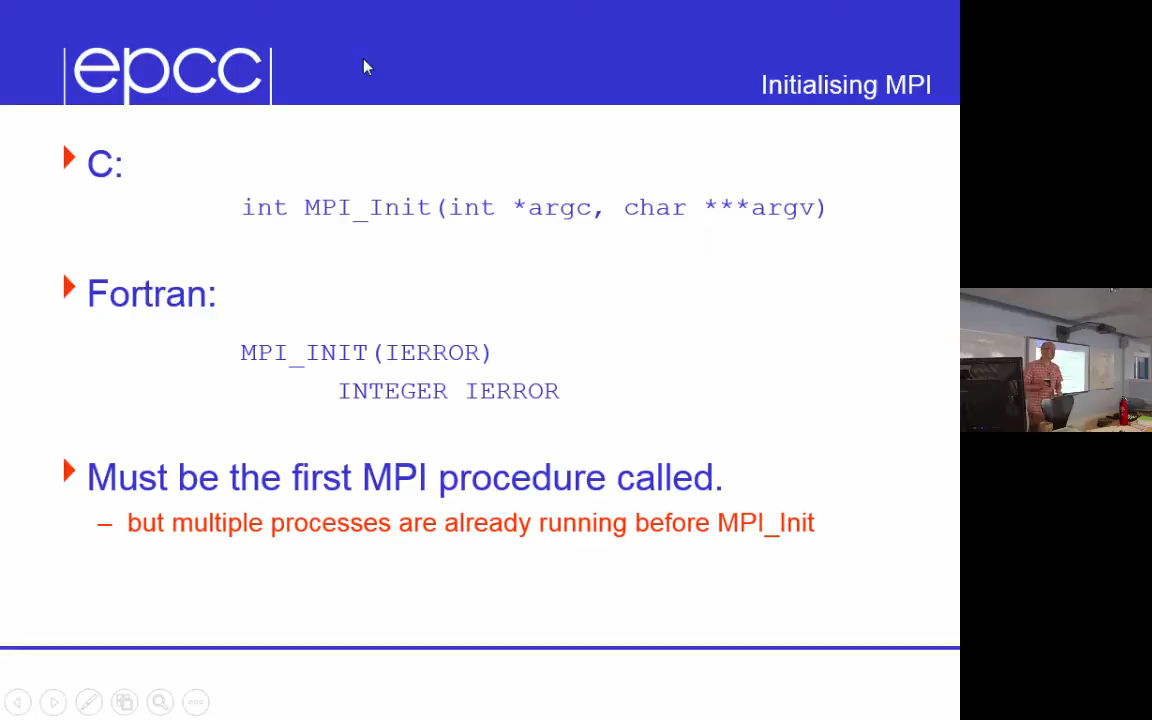 epcc
Initialising MPI
C:
int MPI_Init(int *argc, char ***argv)
Fortran:
MPI_INIT(IERROR)
INTEGER IERROR
Must be the first MPI procedure called.
– but multiple processes are already running before MPI_Init